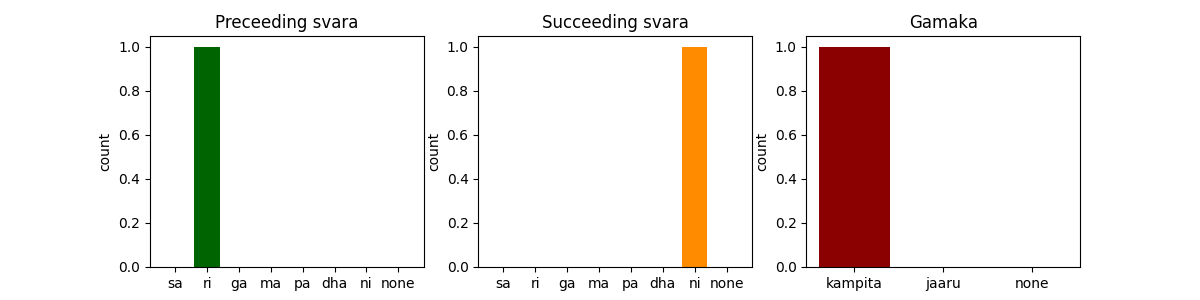 Preceeding svara
count
1.0
0.8
0.6
0.4
0.2
0.0
sa ri ga ma pa dha ni none
Succeeding svara
count
1.0
0.8
0.6
0.4
0.2
0.0
sa ri ga ma pa dha ni none
Gamaka
count
1.0
0.8
0.6
0.4
0.2
0.0
kampita jaaru none